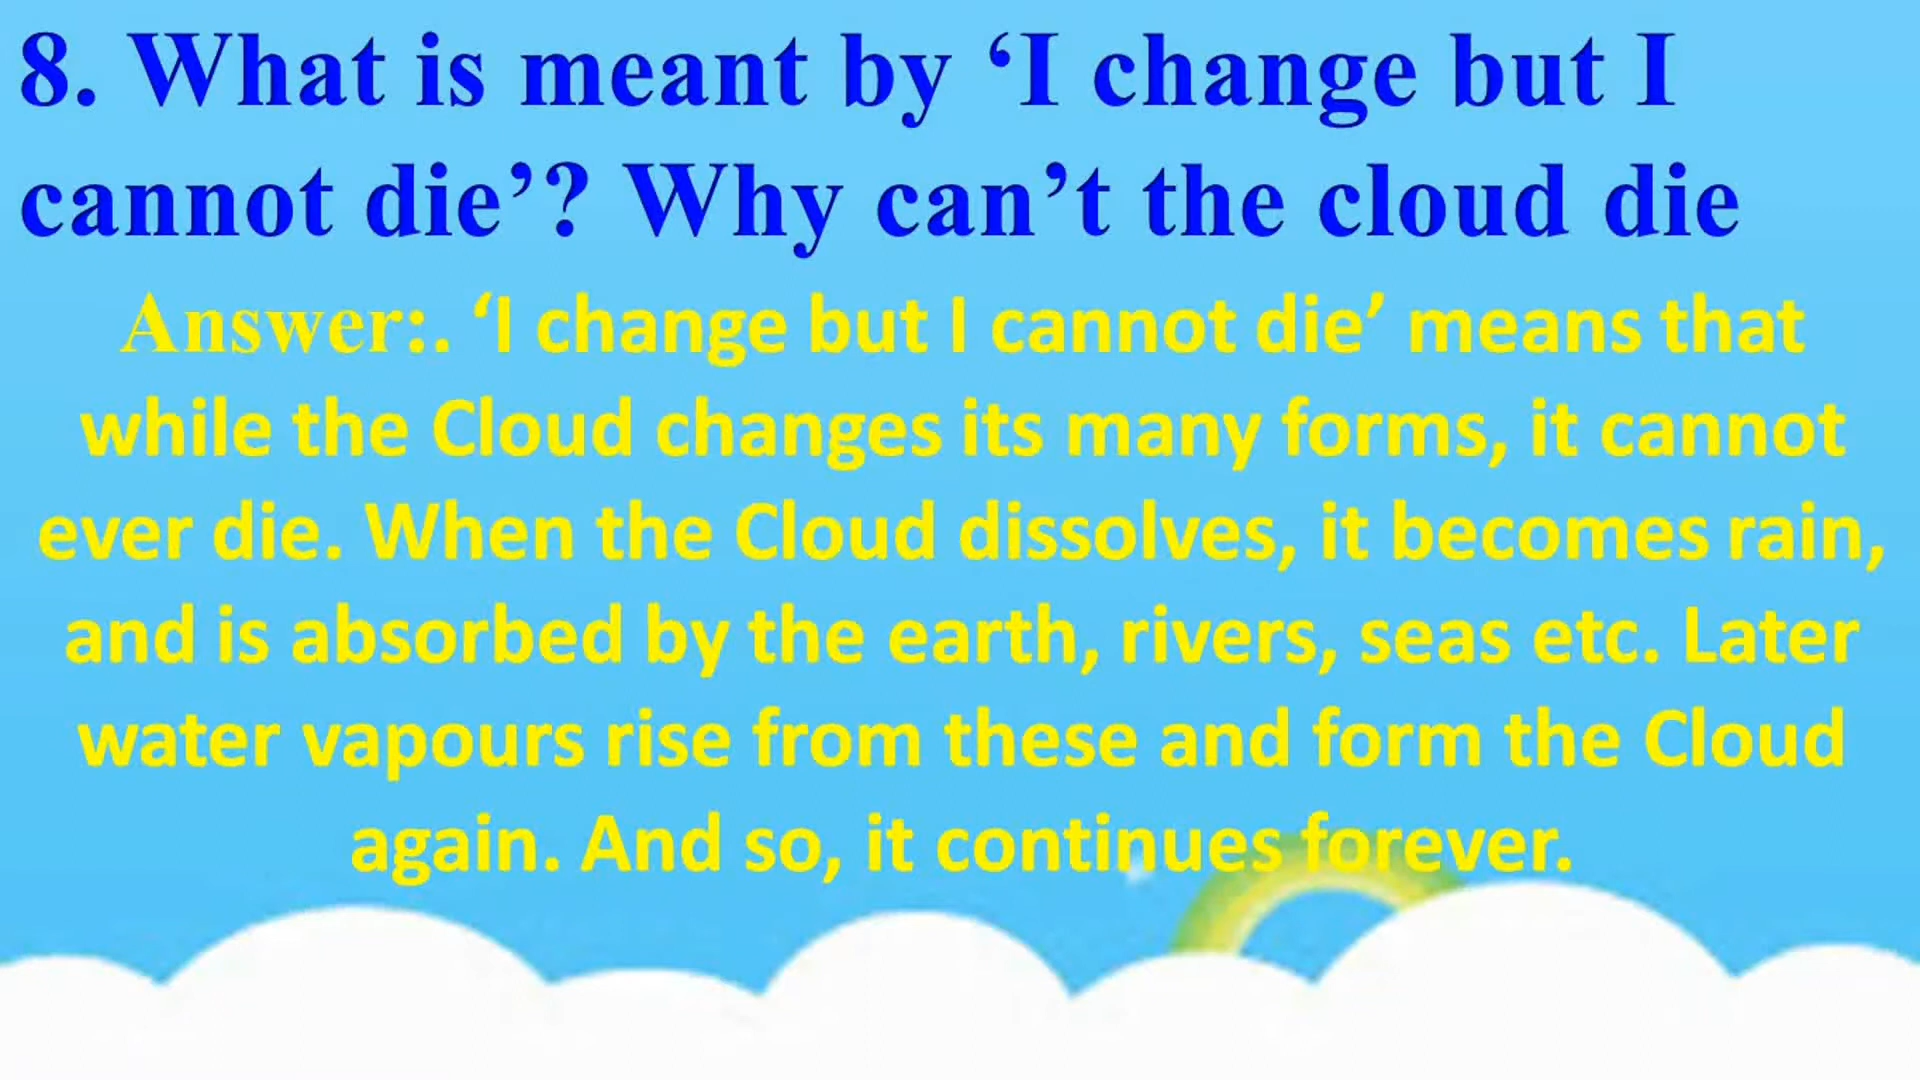 8. What is meant by ‘I change but I
cannot die’? Why can’t the cloud die
Answer:. ‘I change but I cannot die’ means that
while the Cloud changes its many forms, it cannot
ever die. When the Cloud dissolves, it becomes rain,
and is absorbed by the earth, rivers, seas etc. Later
water vapours rise from these and form the Cloud
again. And so, it continues forever.